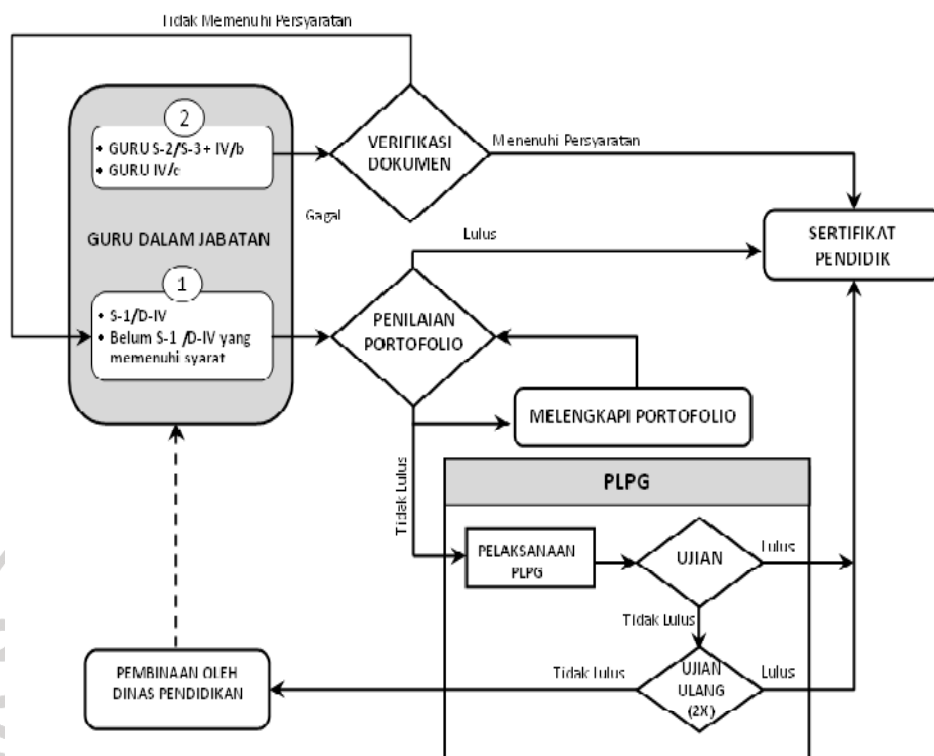 Tidak Memenuhi Persyaratan
2
• GURU S-2/S-3+ IV/b
• GURU IV/c
VERIFIKASI
DOKUMEN
Menenuhi Persyaratan
Gagal
GURU DALAM JABATAN
Lulus
SERTIFIKAT
PENDIDIK
1
• S-1/D-IV
• Belum S-1 /D-IV yang
memenuhi syarat
PENILAIAN
PORTOFOLIO
MELENGKAPI PORTOFOLIO
Tidak Lulus
PLPG
PELAKSANAAN
PLPG
UJIAN
Lulus
Tidak Lulus
PEMBINAAN OLEH
DINAS PENDIDIKAN
Tidak Lulus
UJIAN
ULANG
(2X)
Lulus